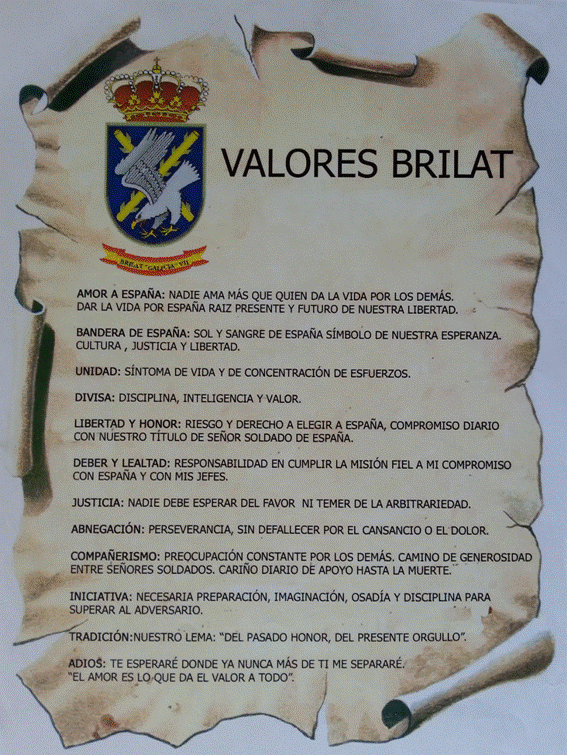 VALORES BRILAT
BRILAT "GALICIA" VII
AMOR A ESPAÑA: NADIE AMA MÁS QUE QUIEN DA LA VIDA POR LOS DEMÁS.
DAR LA VIDA POR ESPAÑA RAIZ PRESENTE Y FUTURO DE NUESTRA LIBERTAD.
BANDERA DE ESPAÑA: SOL Y SANGRE DE ESPAÑA SÍMBOLO DE NUESTRA ESPERANZA.
CULTURA , JUSTICIA Y LIBERTAD.
UNIDAD: SÍNTOMA DE VIDA Y DE CONCENTRACIÓN DE ESFUERZOS.
DIVISA: DISCIPLINA, INTELIGENCIA Y VALOR.
LIBERTAD Y HONOR: RIESGO Y DERECHO A ELEGIR A ESPAÑA, COMPROMISO DIARIO
CON NUESTRO TÍTULO DE SEÑOR SOLDADO DE ESPAÑA.
DEBER Y LEALTAD: RESPONSABILIDAD EN CUMPLIR LA MISIÓN FIEL A MI COMPROMISO
CON ESPAÑA Y CON MIS JEFES.
JUSTICIA: NADIE DEBE ESPERAR DEL FAVOR NI TEMER DE LA ARBITRARIEDAD.
ABNEGACIÓN: PERSEVERANCIA, SIN DEFALLECER POR EL CANSANCIO O EL DOLOR.
COMPAÑERISMO: PREOCUPACIÓN CONSTANTE POR LOS DEMÁS. CAMINO DE GENEROSIDAD
ENTRE SEÑORES SOLDADOS. CARIÑO DIARIO DE APOYO HASTA LA MUERTE.
INICIATIVA: NECESARIA PREPARACIÓN, IMAGINACIÓN, OSADÍA Y DISCIPLINA PARA
SUPERAR AL ADVERSARIO.
TRADICIÓN:NUESTRO LEMA: "DEL PASADO HONOR, DEL PRESENTE ORGULLO".
ADIOS: TE ESPERARÉ DONDE YA NUNCA MÁS DE TI ME SEPARARÉ.
"EL AMOR ES LO QUE DA EL VALOR A TODO".